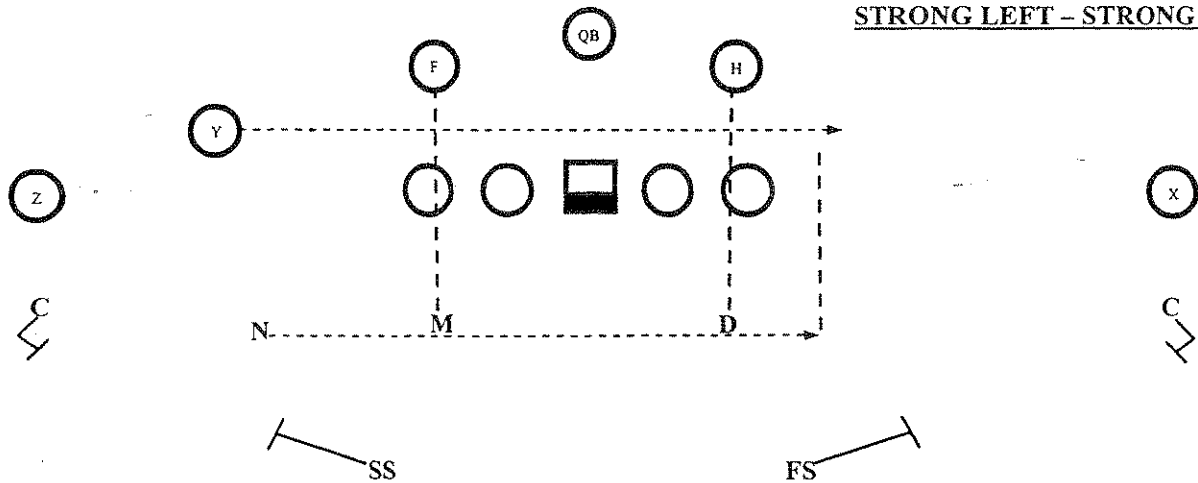 STRONG LEFT – STRONG
QB
F H
Y
Z X
C C
N M D
SS FS